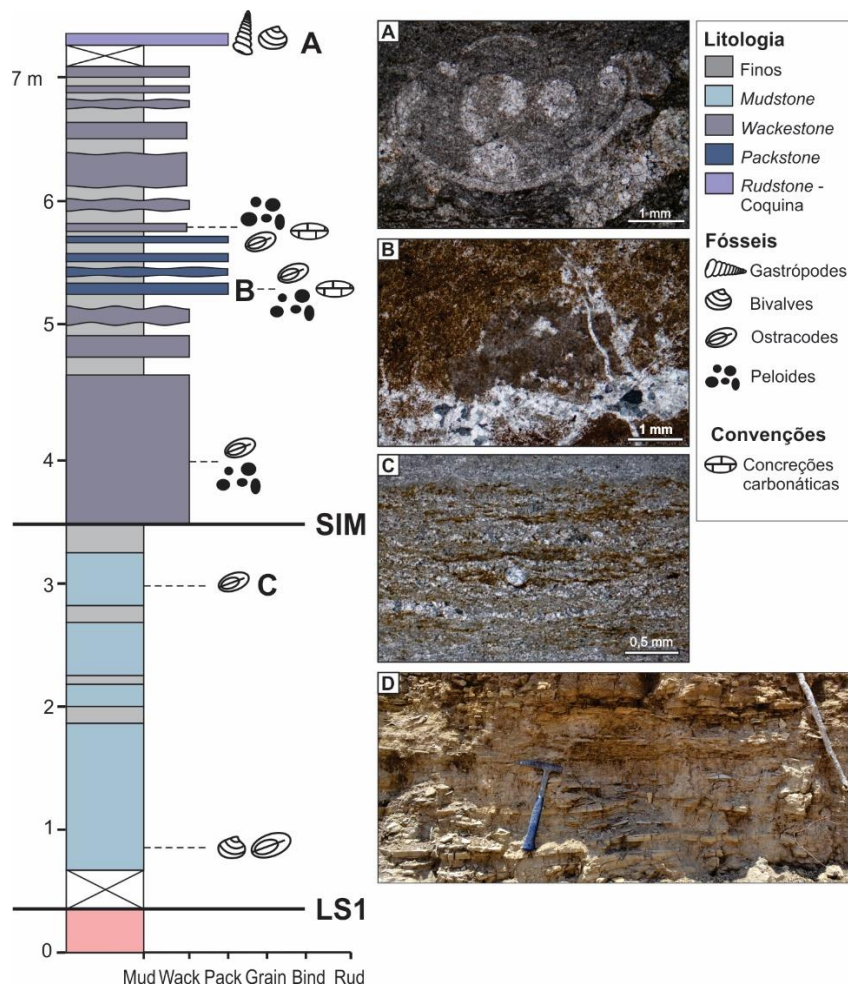 A
7 m
6
B
5
4
SIM
3
C
2
1
LS1
0
Mud Wack Pack Grain Bind Rud
A
1 mm
B
1 mm
C
0,5 mm
D
Litologia
Finos
Mudstone
Wackestone
Packstone
Rudstone -
Coquina
Fósseis
Gastrópodes
Bivalves
Ostracodes
Peloides
Convenções
Concreções
carbonáticas